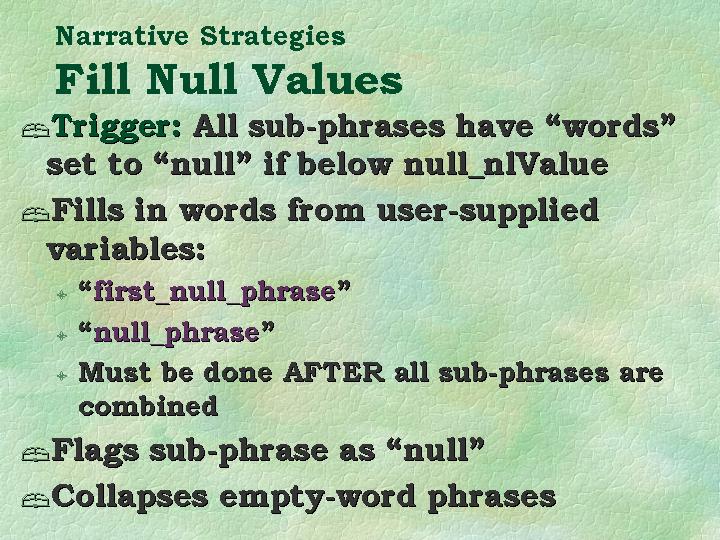 Narrative Strategies
Fill Null Values
Trigger: All sub-phrases have “words”
set to “null” if below null_nlValue
Fills in words from user-supplied
variables:
“first_null_phrase”
“null_phrase”
Must be done AFTER all sub-phrases are
combined
Flags sub-phrase as “null”
Collapses empty-word phrases